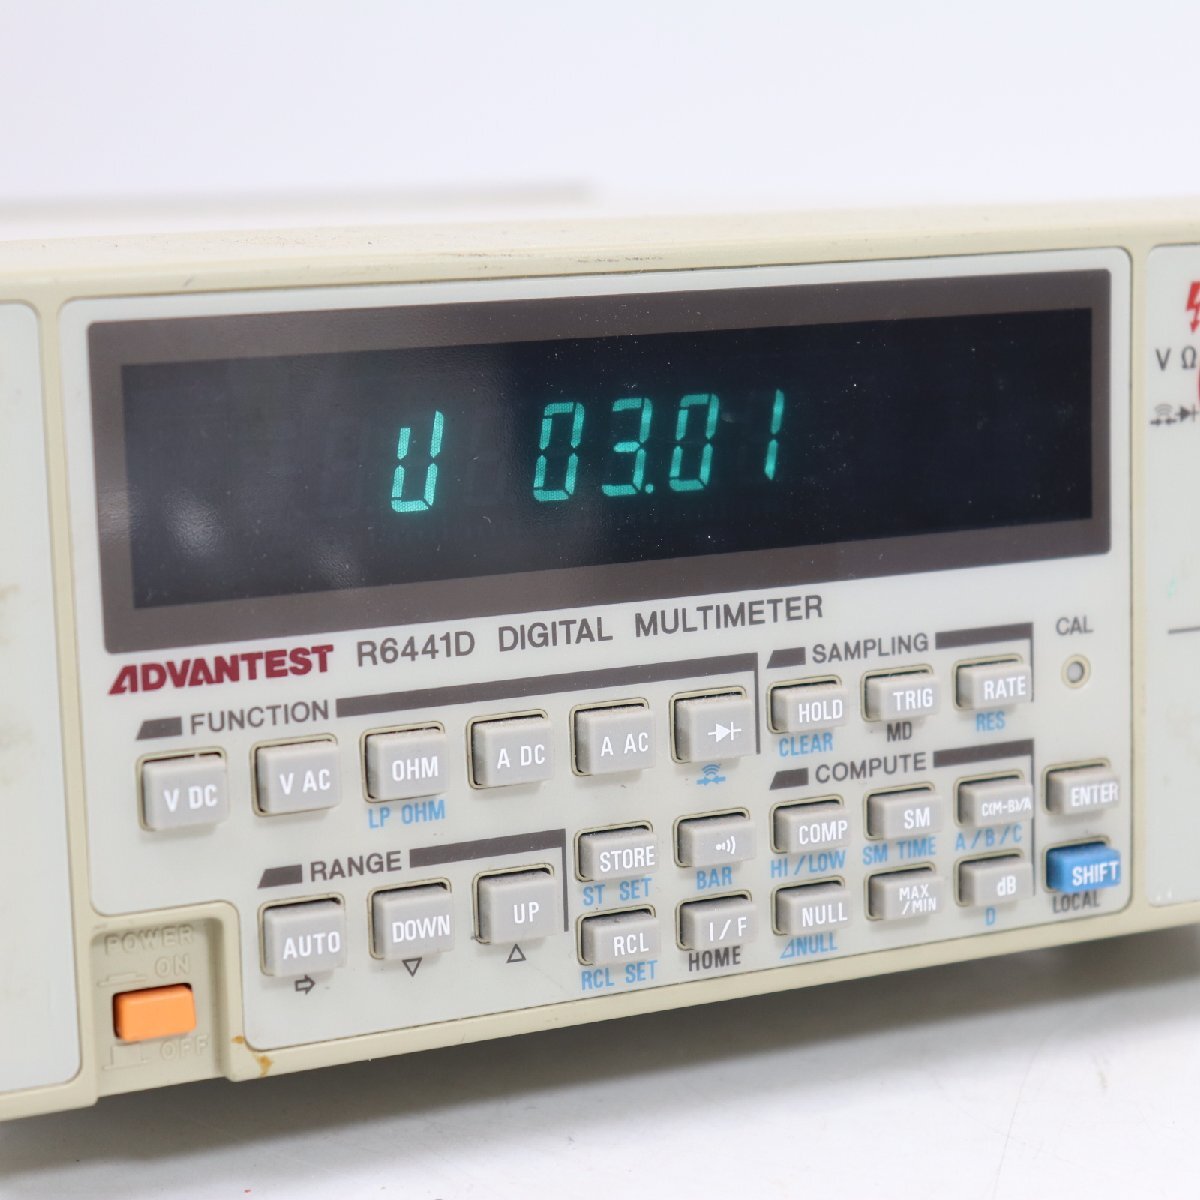 U 03.01
V Ω
ADVANTEST R6441D DIGITAL MULTIMETER
CAL
SAMPLING
HOLD TRIG RATE
CLEAR MD RES
FUNCTION
V DC V AC OHM A DC A AC
LP OHM
COMPUTE
COMP SM C(M-B)/A ENTER
HI/LOW SM TIME A/B/C
NULL MAX/MIN dB SHIFT
⊿NULL D LOCAL
RANGE
AUTO DOWN UP
STORE
ST SET BAR
RCL I/F
RCL SET HOME
POWER
ON
OFF